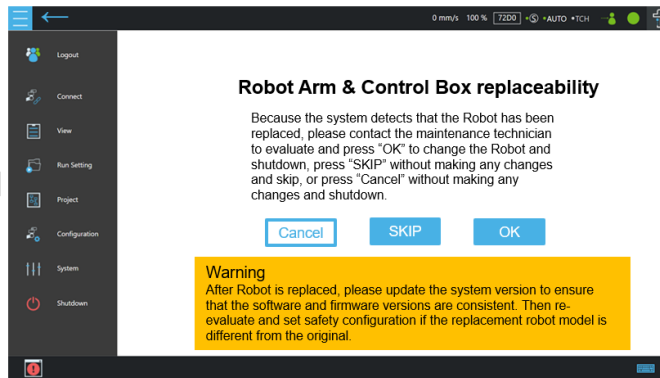 0 mm/s 100 % 72D0 •Ⓢ •AUTO •TCH
Logout
Connect
View
Run Setting
Project
Configuration
System
Shutdown
Robot Arm & Control Box replaceability
Because the system detects that the Robot has been
replaced, please contact the maintenance technician
to evaluate and press “OK” to change the Robot and
shutdown, press “SKIP” without making any changes
and skip, or press “Cancel” without making any
changes and shutdown.
Cancel SKIP OK
Warning
After Robot is replaced, please update the system version to ensure
that the software and firmware versions are consistent. Then re-
evaluate and set safety configuration if the replacement robot model is
different from the original.